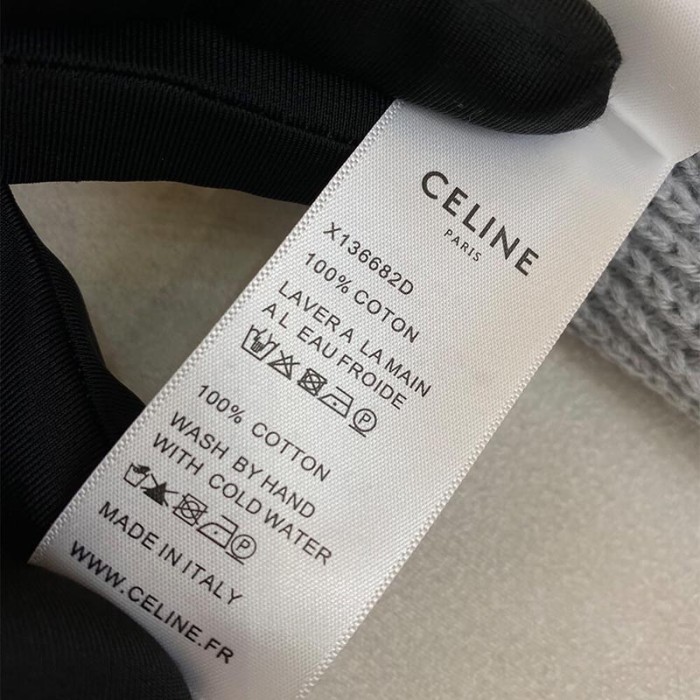 CELINE
PARIS
X136682D
100% COTON
LAVER A LA MAIN
A L EAU FROIDE
P
100% COTTON
WASH BY HAND
WITH COLD WATER
P
MADE IN ITALY
WWW.CELINE.FR